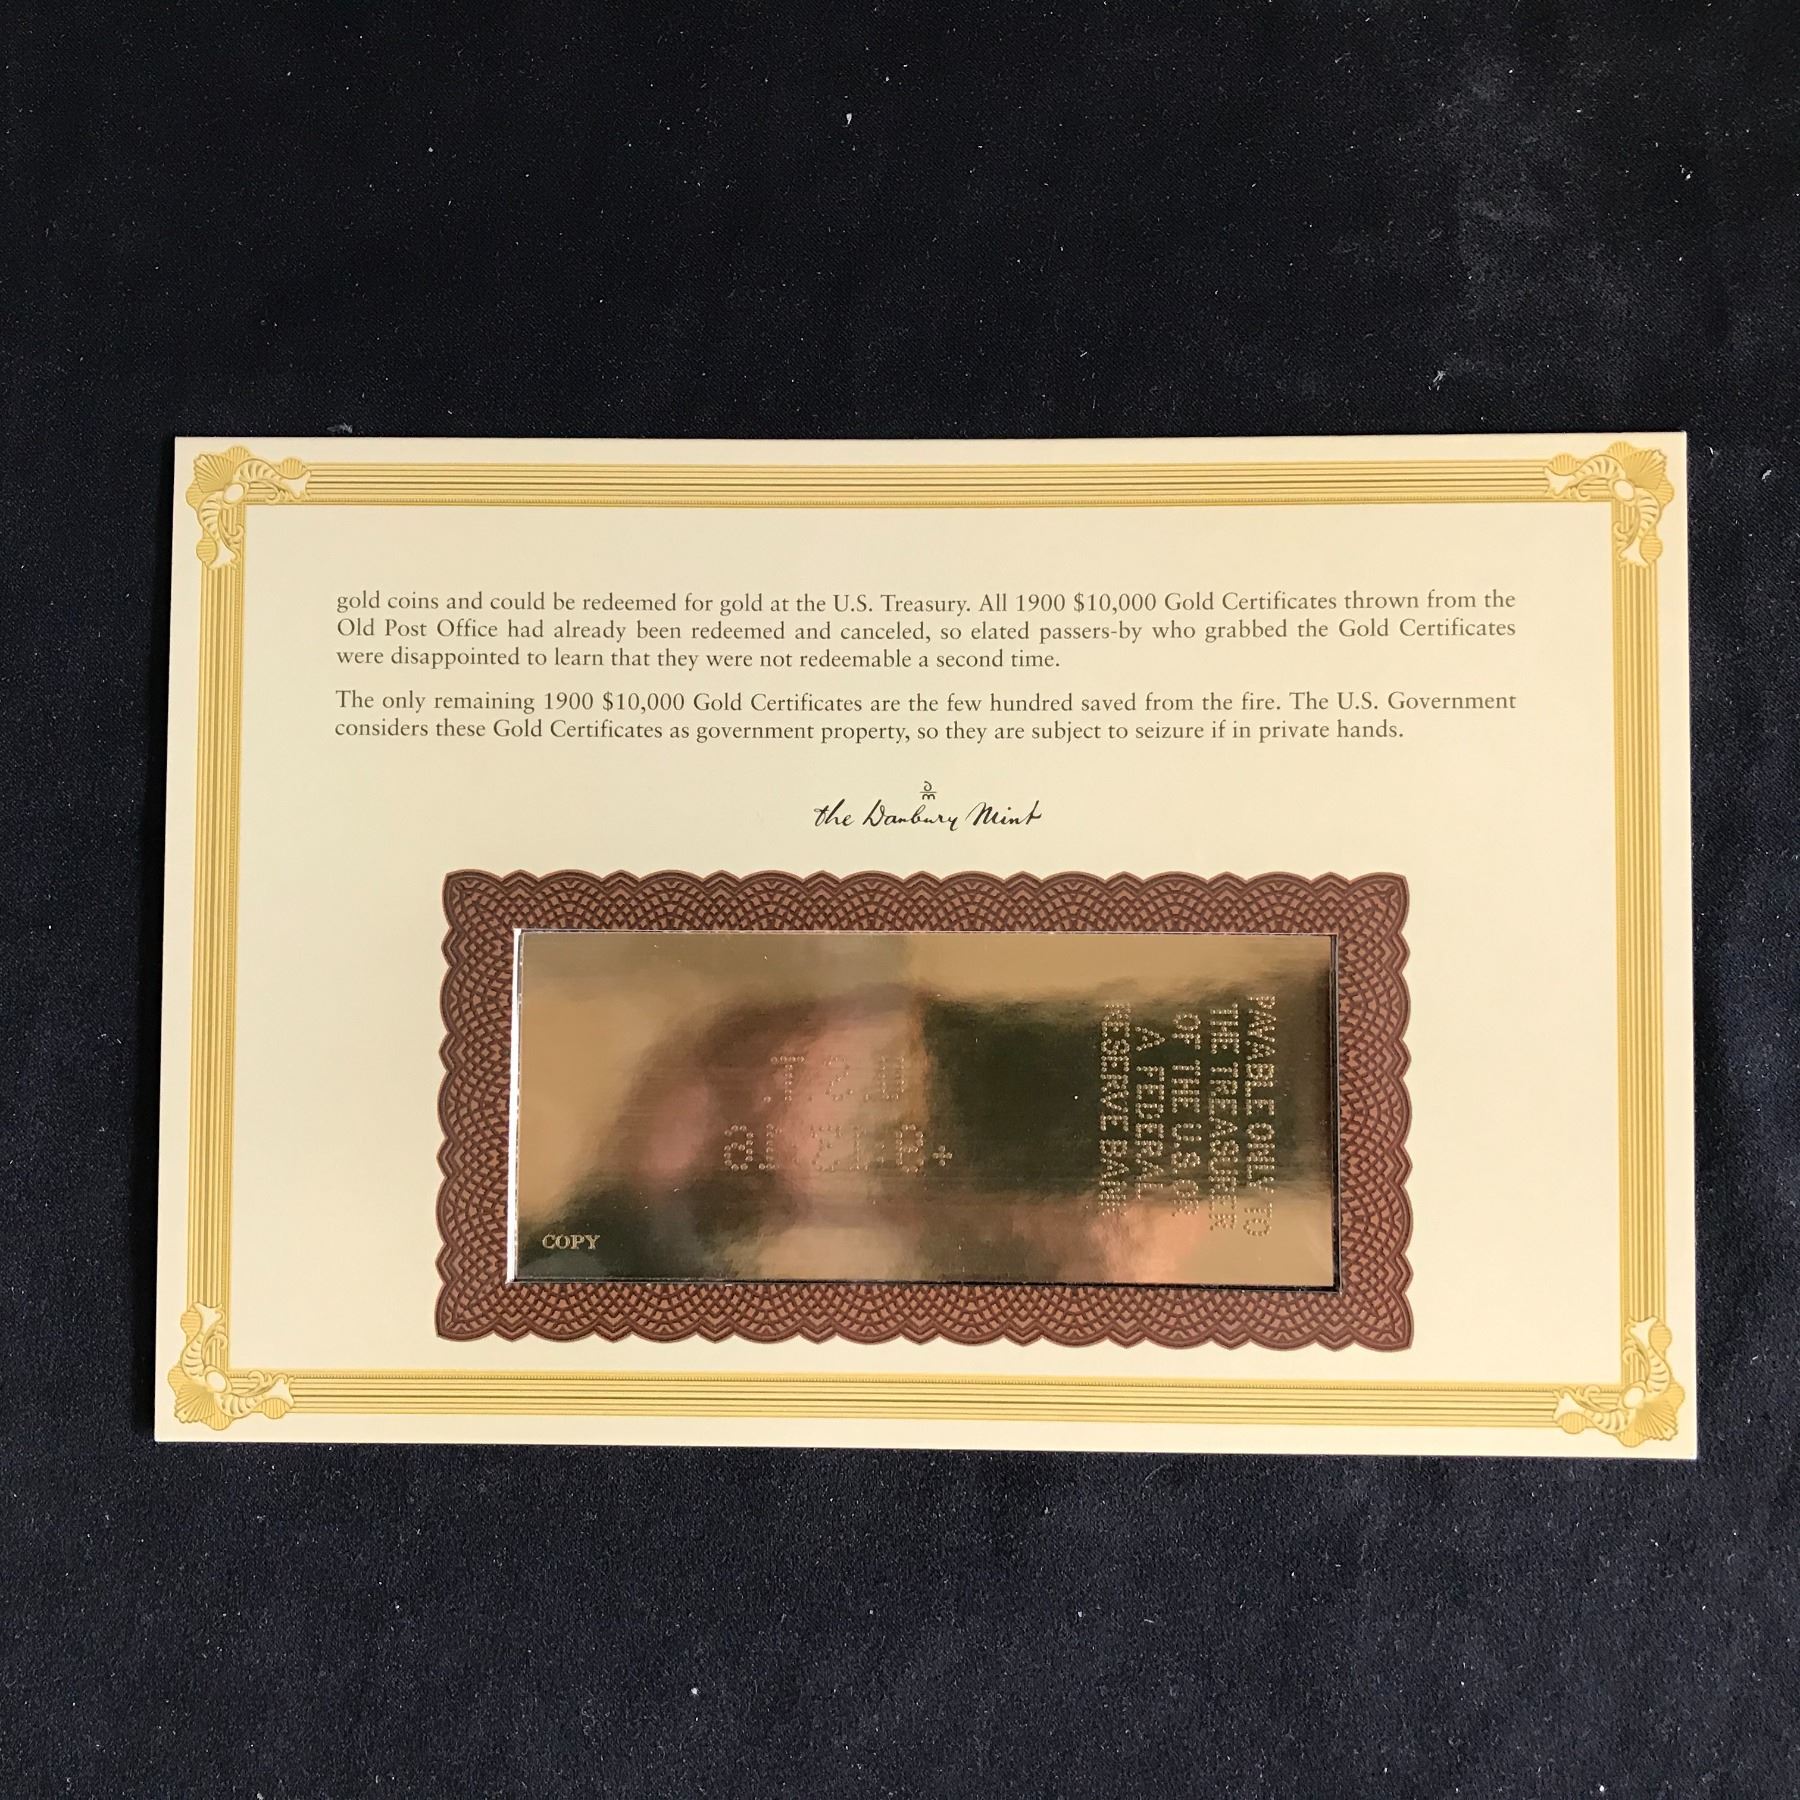 gold coins and could be redeemed for gold at the U.S. Treasury. All 1900 $10,000 Gold Certificates thrown from the
Old Post Office had already been redeemed and canceled, so elated passers-by who grabbed the Gold Certificates
were disappointed to learn that they were not redeemable a second time.
The only remaining 1900 $10,000 Gold Certificates are the few hundred saved from the fire. The U.S. Government
considers these Gold Certificates as government property, so they are subject to seizure if in private hands.
the Danbury Mint
PAYABLE ONLY TO
THE TREASURER
OF THE U.S. OR
A FEDERAL
RESERVE BANK
COPY